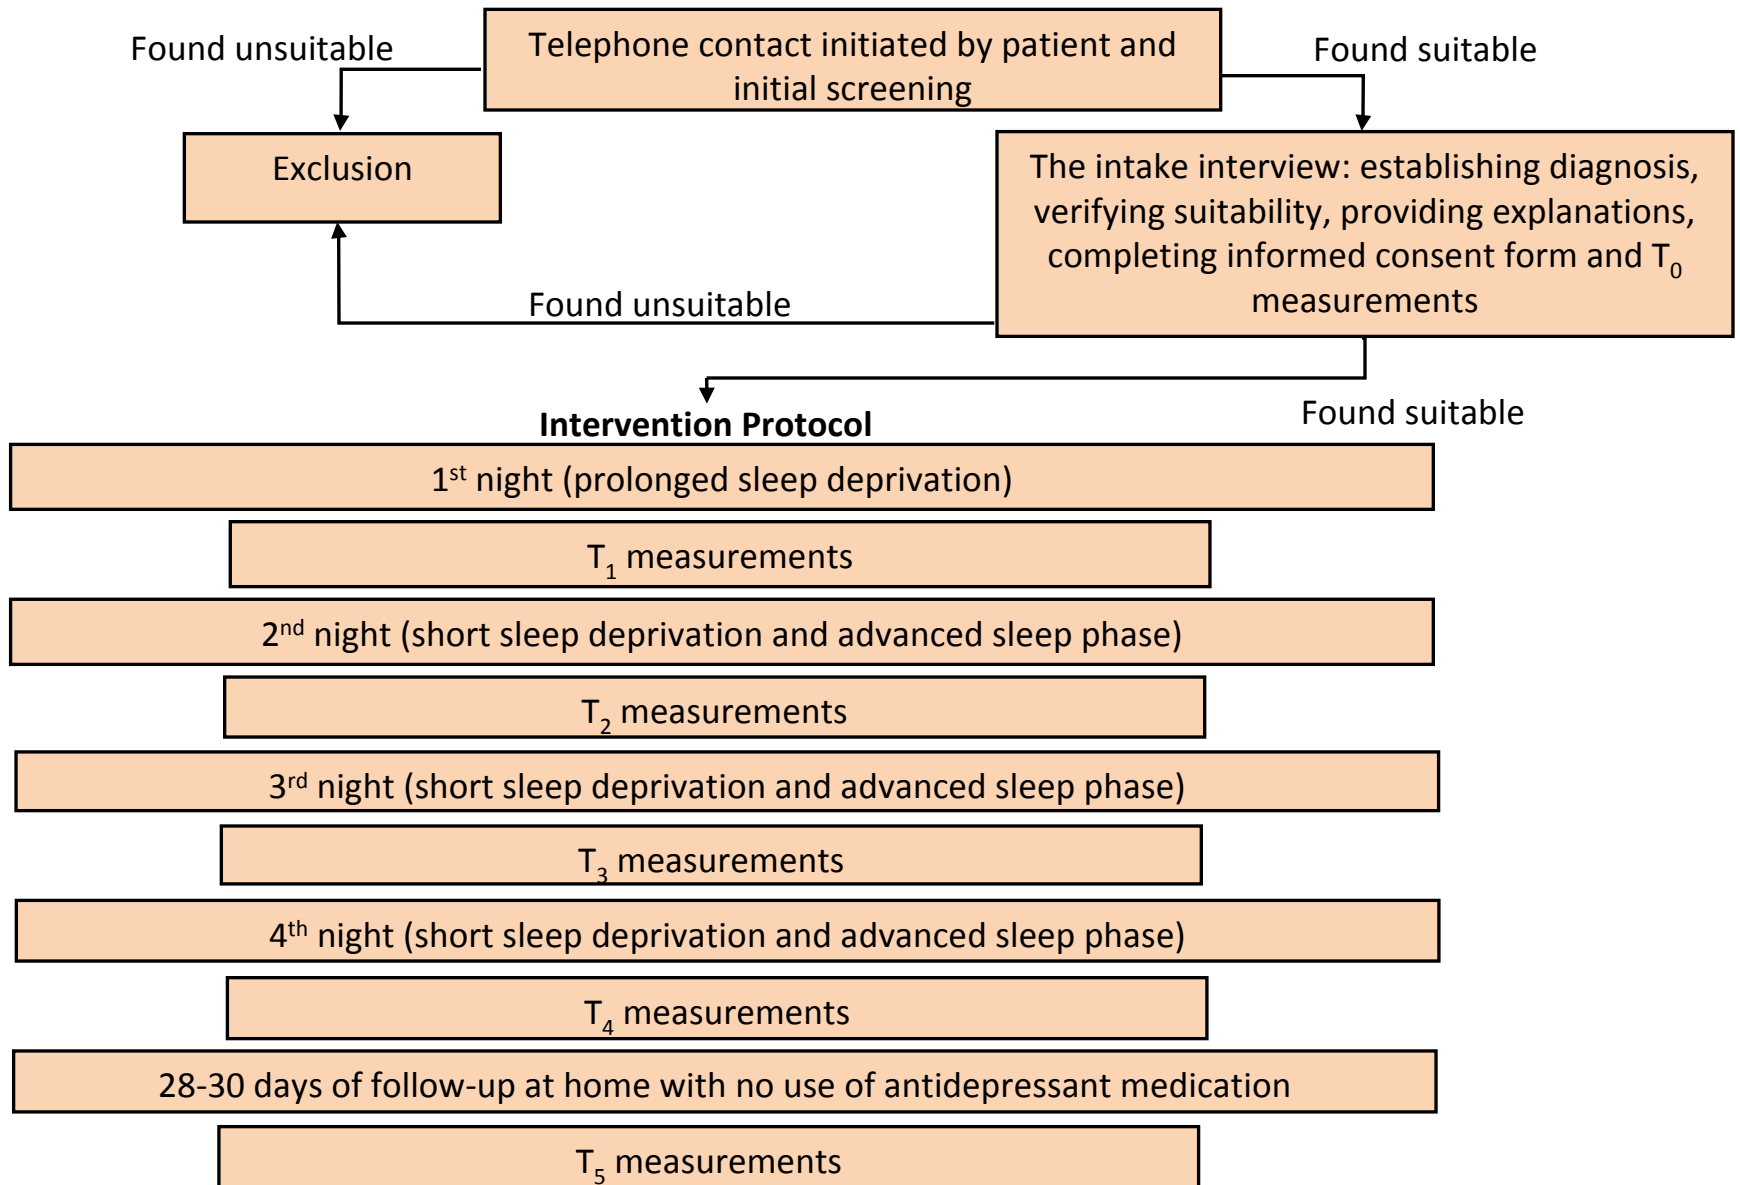 Found unsuitable
Telephone contact initiated by patient and
initial screening
Found suitable
Exclusion
The intake interview: establishing diagnosis,
verifying suitability, providing explanations,
completing informed consent form and T₀
measurements
Found unsuitable
Intervention Protocol
Found suitable
1ˢᵗ night (prolonged sleep deprivation)
T₁ measurements
2ⁿᵈ night (short sleep deprivation and advanced sleep phase)
T₂ measurements
3ʳᵈ night (short sleep deprivation and advanced sleep phase)
T₃ measurements
4ᵗʰ night (short sleep deprivation and advanced sleep phase)
T₄ measurements
28-30 days of follow-up at home with no use of antidepressant medication
T₅ measurements